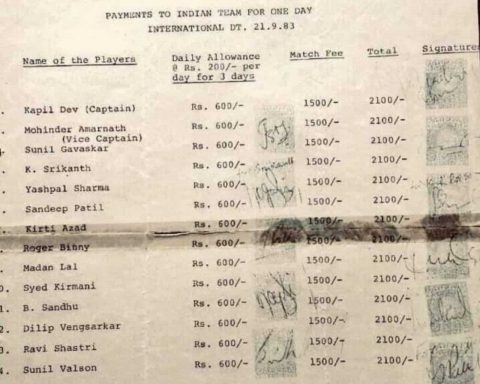 PAYMENTS TO INDIAN TEAM FOR ONE DAY
INTERNATIONAL DT. 21.9.83
Name of the Players Daily Allowance @ Rs. 200/- per day for 3 days Match Fee Total Signature
. Kapil Dev (Captain) Rs. 600/- 1500/- 2100/-
. Mohinder Amarnath (Vice Captain) Rs. 600/- 1500/- 2100/-
. Sunil Gavaskar Rs. 600/- 1500/- 2100/-
. K. Srikanth Rs. 600/- 1500/- 2100/-
. Yashpal Sharma Rs. 600/- 1500/- 2100/-
. Sandeep Patil Rs. 600/- 1500/- 2100/-
. Kirti Azad Rs. 600/- 1500/- 2100/-
. Roger Binny Rs. 600/- 1500/- 2100/-
. Madan Lal Rs. 600/- 1500/- 2100/-
0. Syed Kirmani Rs. 600/- 1500/- 2100/-
1. B. Sandhu Rs. 600/- 1500/- 2100/-
2. Dilip Vengsarkar Rs. 600/- 1500/- 2100/-
3. Ravi Shastri Rs. 600/- 1500/- 2100/-
4. Sunil Valson Rs. 600/- 1500/- 2100/-